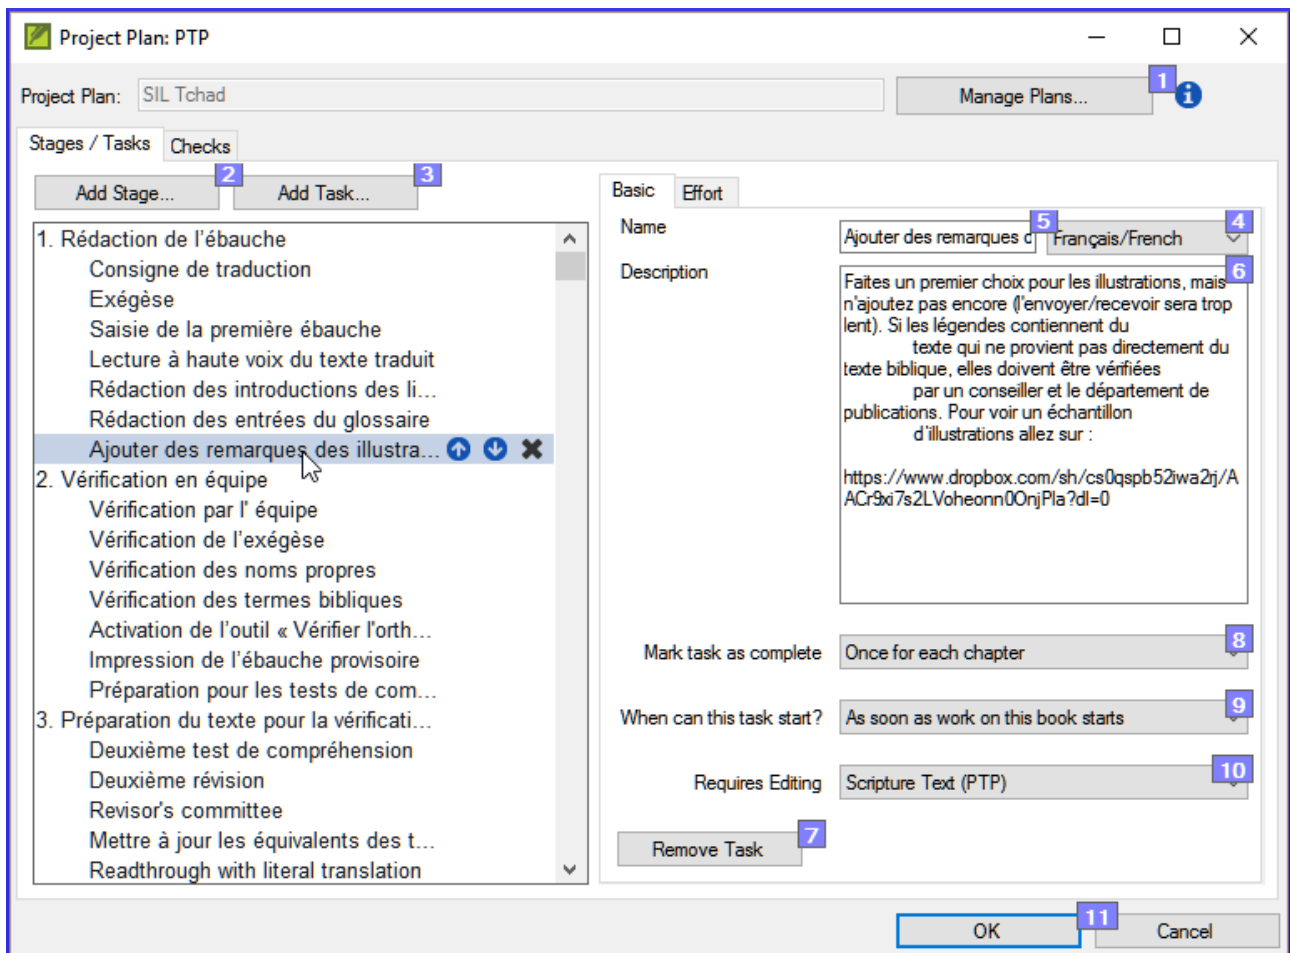 Project Plan: PTP
Project Plan: SIL Tchad Manage Plans... 1
Stages / Tasks Checks
Add Stage... 2 Add Task... 3
1. Rédaction de l'ébauche
Consigne de traduction
Exégèse
Saisie de la première ébauche
Lecture à haute voix du texte traduit
Rédaction des introductions des li...
Rédaction des entrées du glossaire
Ajouter des remarques des illustra...
2. Vérification en équipe
Vérification par l' équipe
Vérification de l'exégèse
Vérification des noms propres
Vérification des termes bibliques
Activation de l'outil « Vérifier l'orth...
Impression de l'ébauche provisoire
Préparation pour les tests de com...
3. Préparation du texte pour la vérificati...
Deuxième test de compréhension
Deuxième révision
Revisor's committee
Mettre à jour les équivalents des t...
Readthrough with literal translation
Basic Effort
Name Ajouter des remarques d 5 Français/French 4
Description 6
Faites un premier choix pour les illustrations, mais
n'ajoutez pas encore (l'envoyer/recevoir sera trop
lent). Si les légendes contiennent du
texte qui ne provient pas directement du
texte biblique, elles doivent être vérifiées
par un conseiller et le département de
publications. Pour voir un échantillon
d'illustrations allez sur :
https://www.dropbox.com/sh/cs0qspb52iwa2rj/A
ACr9xi7s2LVoheonn0OnjPla?dl=0
Mark task as complete Once for each chapter 8
When can this task start? As soon as work on this book starts 9
Requires Editing Scripture Text (PTP) 10
Remove Task 7
OK 11 Cancel